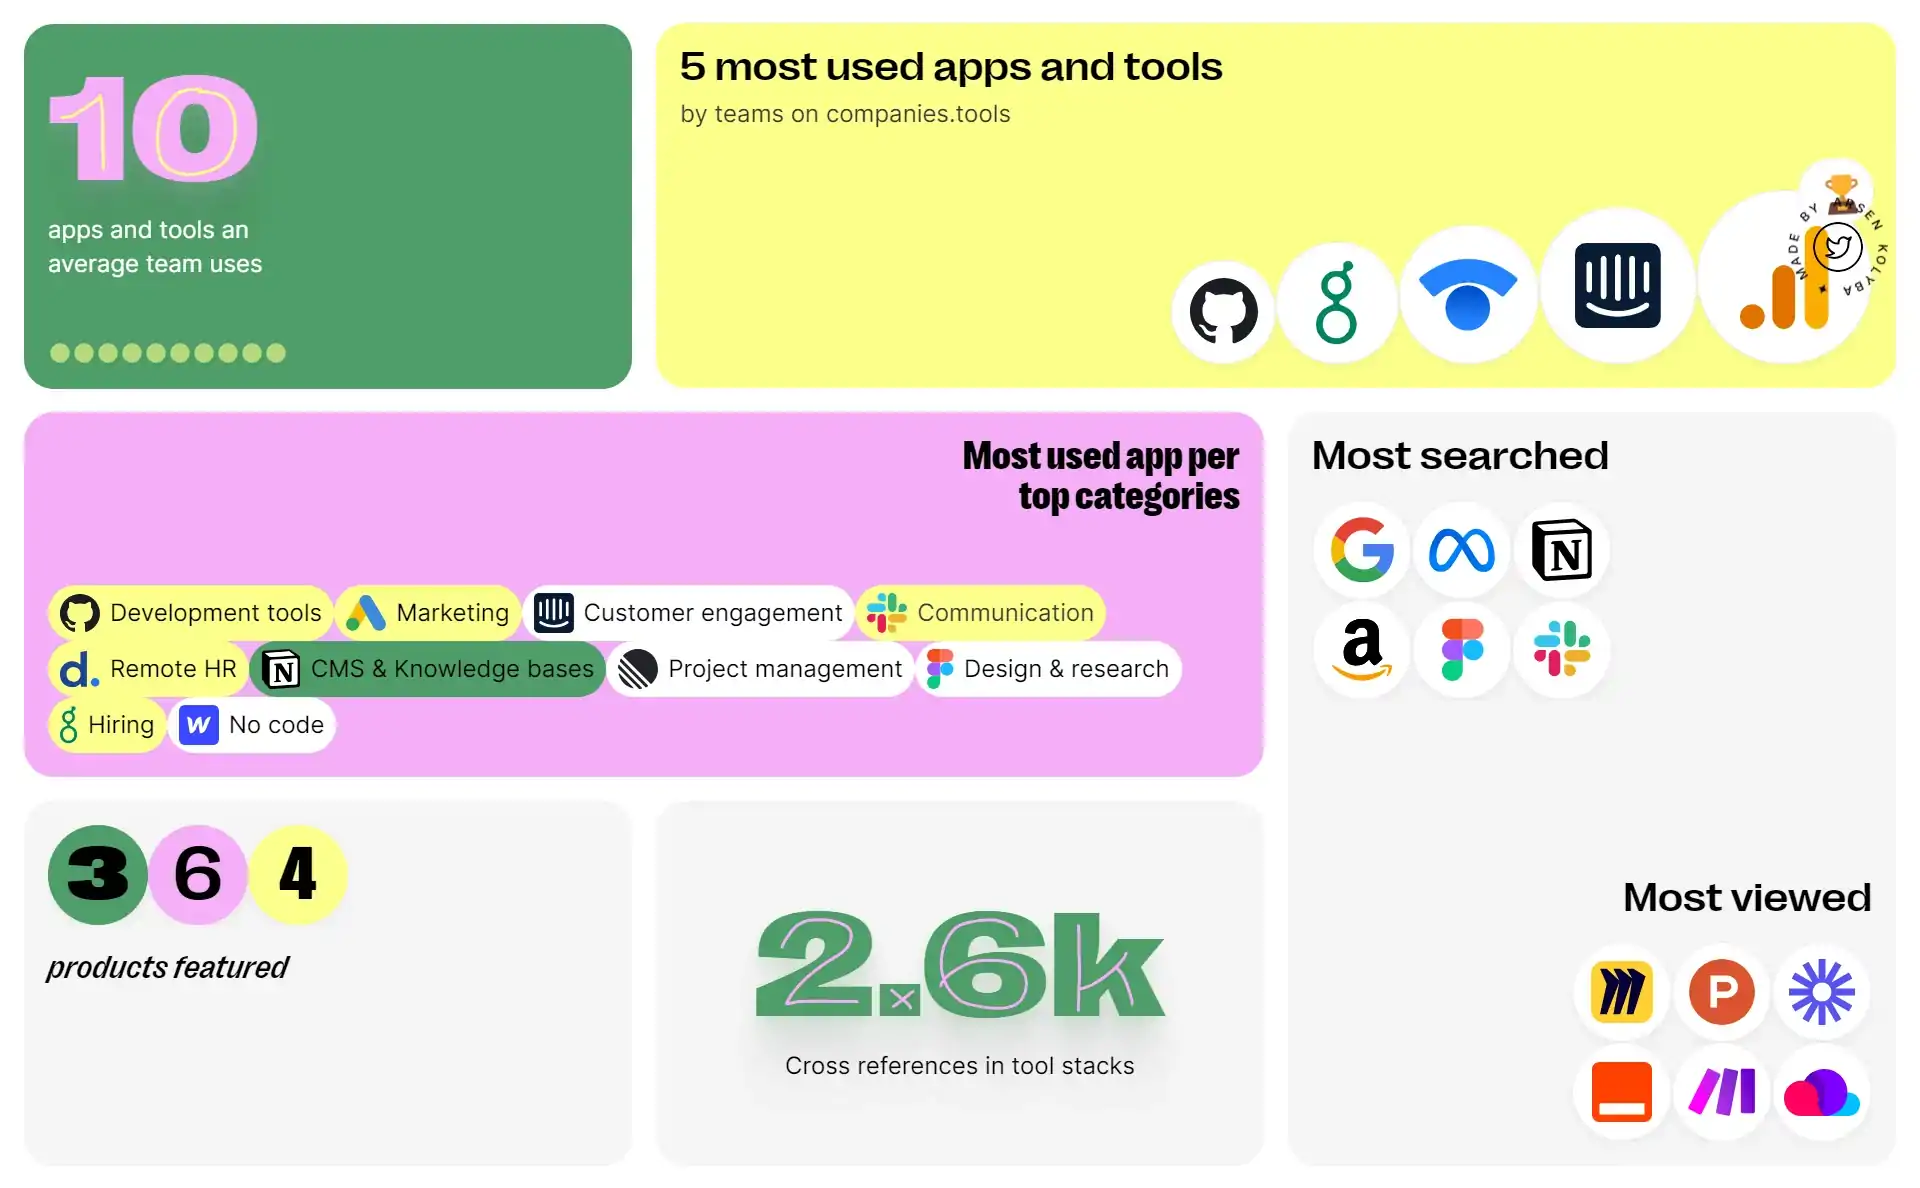 10
apps and tools an
average team uses
5 most used apps and tools
by teams on companies.tools
MADE BY ARSEN KOLYBA
Most used app per
top categories
Development tools
Marketing
Customer engagement
Communication
d. Remote HR
N CMS & Knowledge bases
Project management
Design & research
Hiring
W No code
Most searched
G
N
a
364
products featured
2.6k
Cross references in tool stacks
Most viewed
P